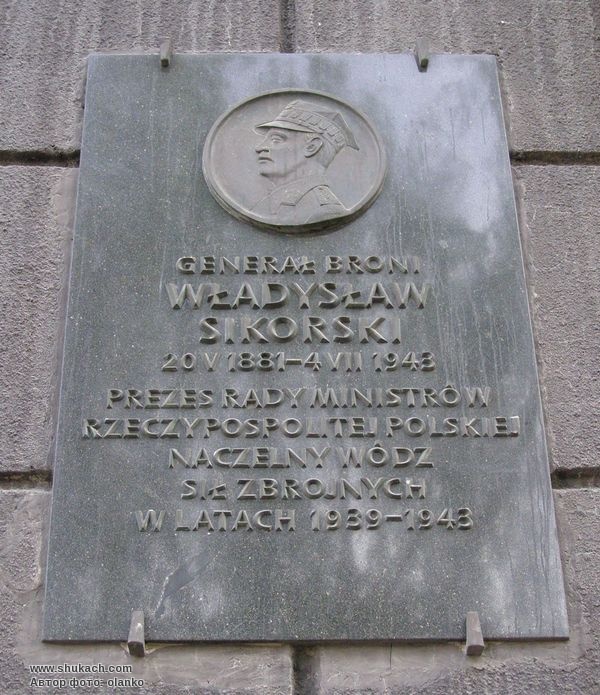 GENERAŁ BRONI
WŁADYSŁAW
SIKORSKI
20 V 1881–4 VII 1943
PREZES RADY MINISTRÓW
RZECZYPOSPOLITEJ POLSKIEJ
NACZELNY WÓDZ
SIŁ ZBROJNYCH
W LATACH 1939–1943
www.shukach.com
Автор фото-olanko